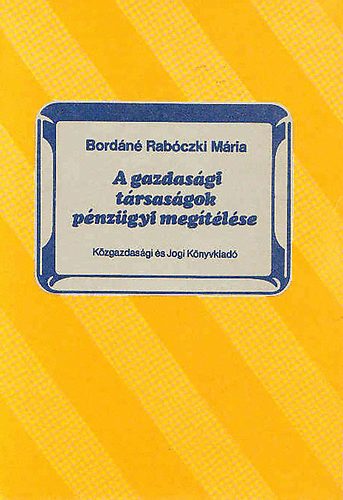 Bordáné Rabóczki Mária
A gazdasági
társaságok
pénzügyi megítélése
Közgazdasági és Jogi Könyvkiadó